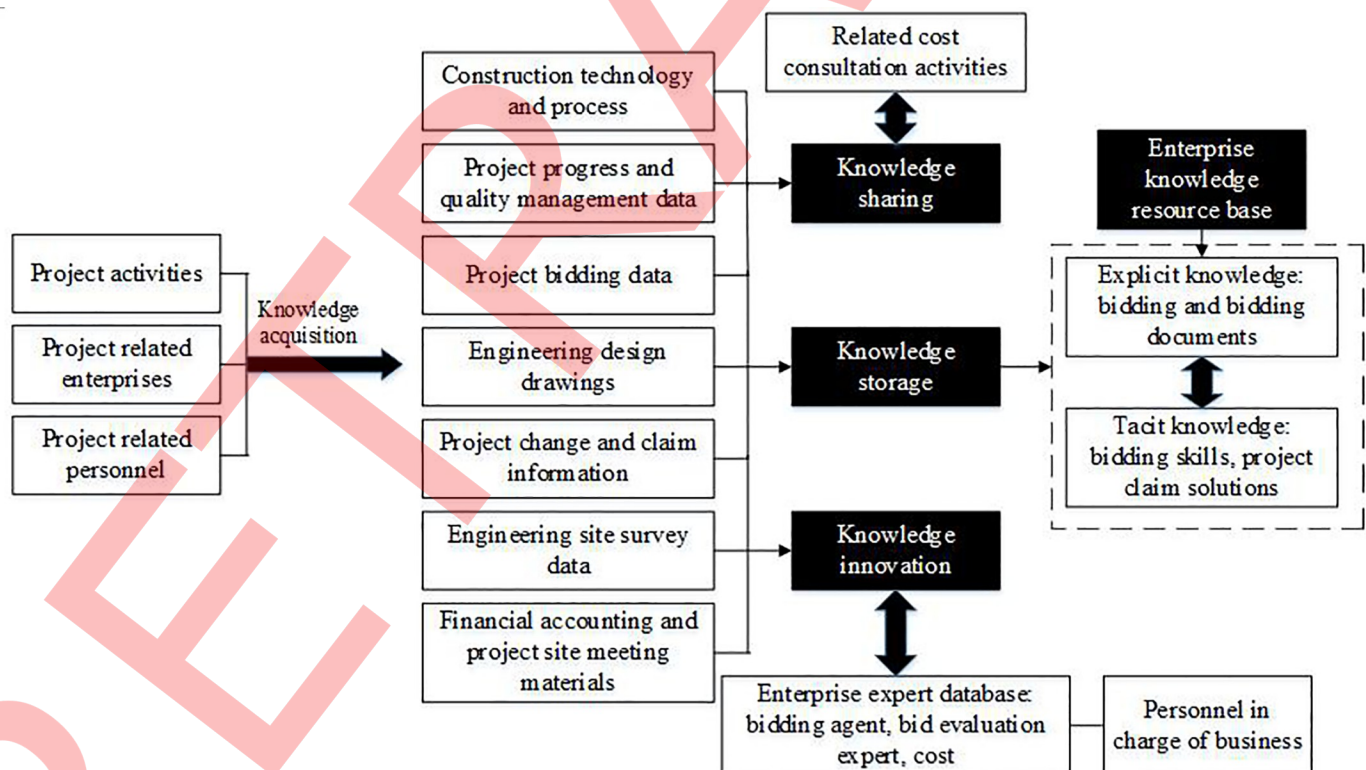 Related cost
consultation activities
Construction technology
and process
Project progress and
quality management data
Knowledge
sharing
Enterprise
knowledge
resource base
Project activities
Project bidding data
Explicit knowledge:
bidding and bidding
documents
Knowledge
acquisition
Project related
enterprises
Engineering design
drawings
Knowledge
storage
Project related
personnel
Project change and claim
information
Tacit knowledge:
bidding skills, project
claim solutions
Engineering site survey
data
Knowledge
innovation
Financial accounting and
project site meeting
materials
Enterprise expert database:
bidding agent, bid evaluation
expert, cost
Personnel in
charge of business